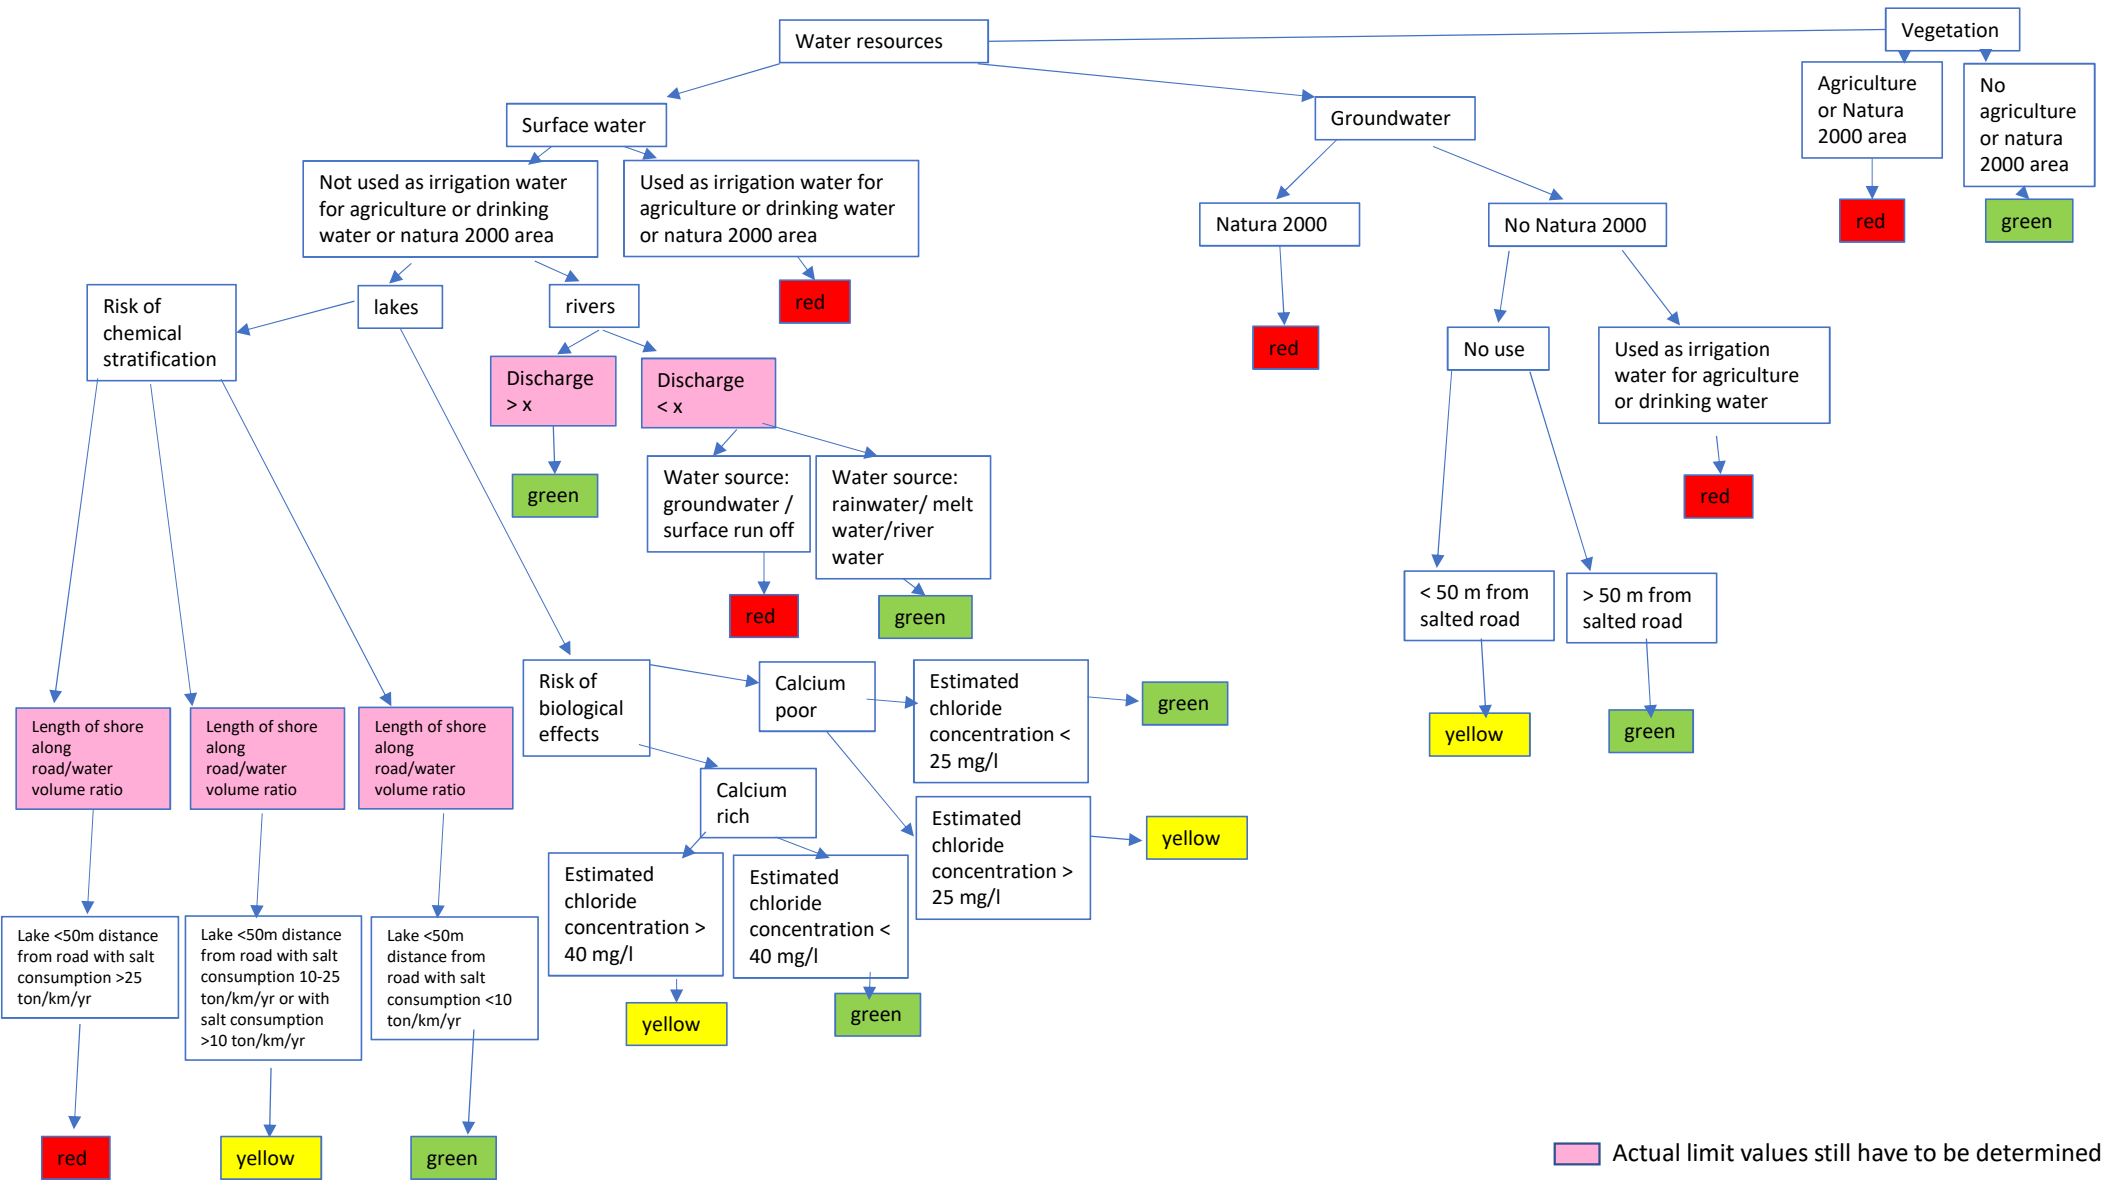 Water resources
Vegetation
Agriculture
or Natura
2000 area
No
agriculture
or natura
2000 area
red
green
Surface water
Groundwater
Not used as irrigation water
for agriculture or drinking
water or natura 2000 area
Used as irrigation water for
agriculture or drinking water
or natura 2000 area
red
Natura 2000
No Natura 2000
red
No use
Used as irrigation
water for agriculture
or drinking water
red
Risk of
chemical
stratification
lakes
rivers
Discharge
> x
Discharge
< x
green
Water source:
groundwater /
surface run off
Water source:
rainwater/ melt
water/river
water
red
green
< 50 m from
salted road
> 50 m from
salted road
yellow
green
Risk of
biological
effects
Calcium
poor
Estimated
chloride
concentration <
25 mg/l
green
Calcium
rich
Estimated
chloride
concentration >
25 mg/l
yellow
Estimated
chloride
concentration >
40 mg/l
Estimated
chloride
concentration <
40 mg/l
yellow
green
Length of shore
along
road/water
volume ratio
Length of shore
along
road/water
volume ratio
Length of shore
along
road/water
volume ratio
Lake <50m distance
from road with salt
consumption >25
ton/km/yr
Lake <50m distance
from road with salt
consumption 10-25
ton/km/yr or with
salt consumption
>10 ton/km/yr
Lake <50m
distance from
road with salt
consumption <10
ton/km/yr
red
yellow
green
Actual limit values still have to be determined